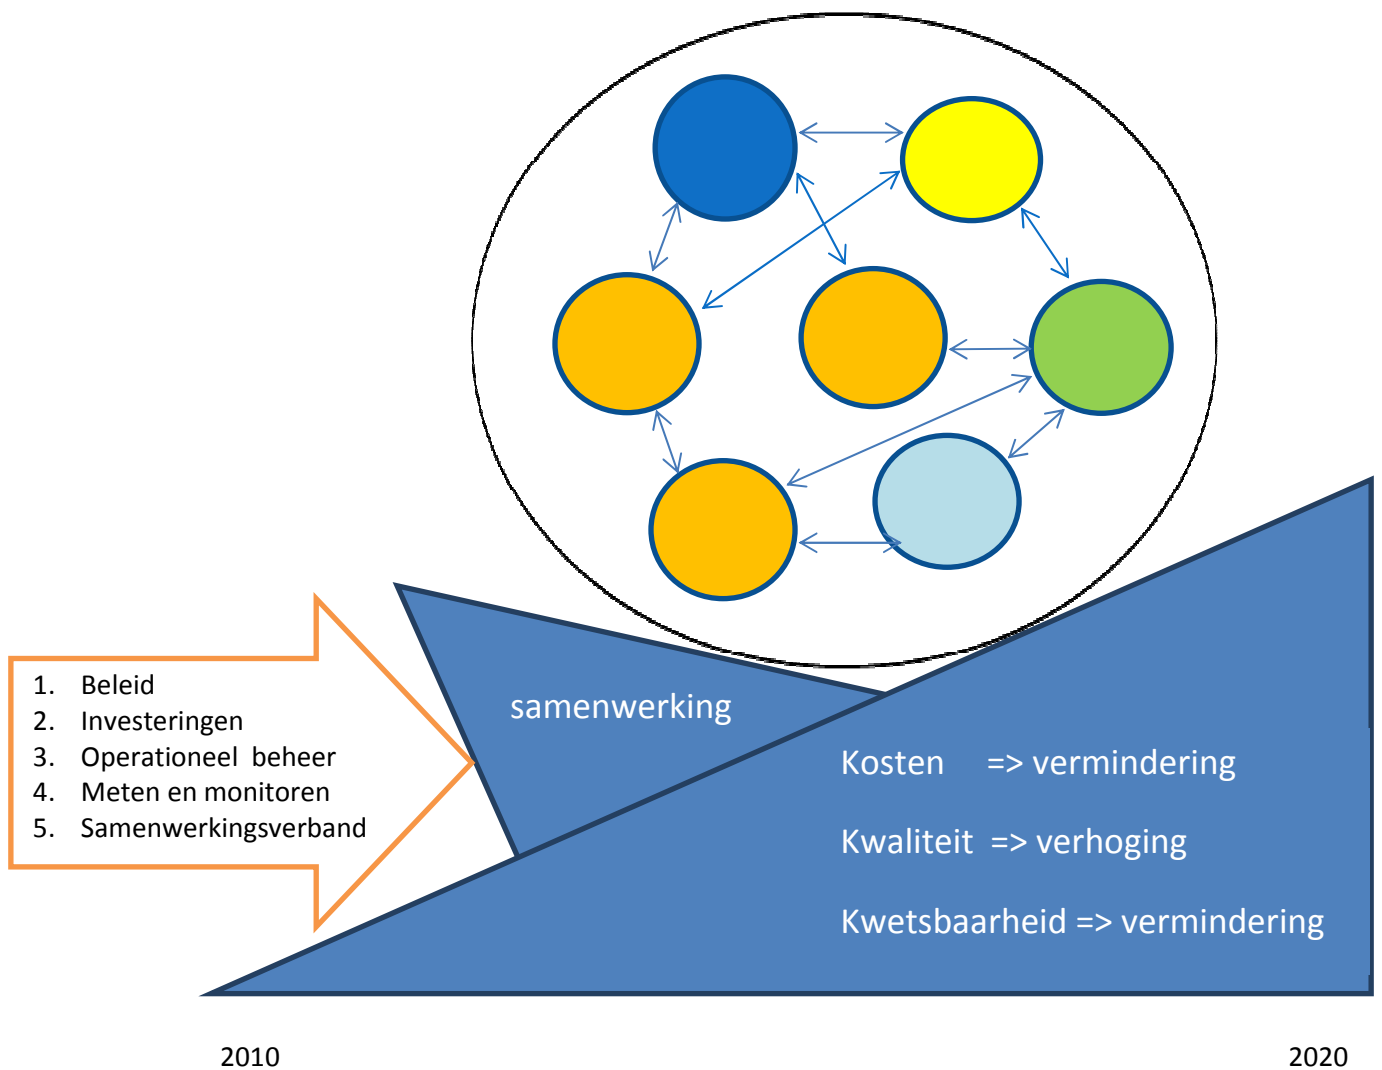 1. Beleid
2. Investeringen
3. Operationeel beheer
4. Meten en monitoren
5. Samenwerkingsverband
samenwerking
Kosten => vermindering
Kwaliteit => verhoging
Kwetsbaarheid => vermindering
2010 2020